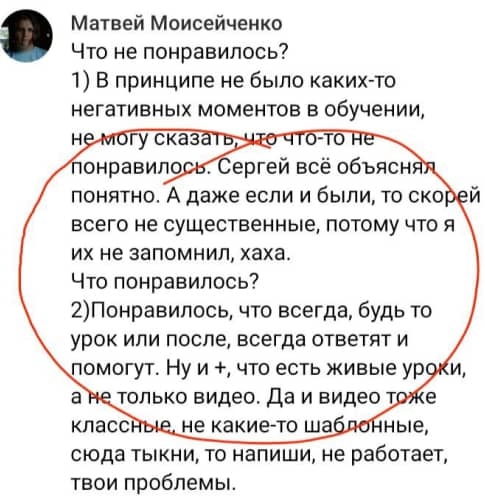 Матвей Моисейченко
Что не понравилось?
1) В принципе не было каких-то
негативных моментов в обучении,
не могу сказать, что что-то не
понравилось. Сергей всё объяснял
понятно. А даже если и были, то скорей
всего не существенные, потому что я
их не запомнил, хаха.
Что понравилось?
2)Понравилось, что всегда, будь то
урок или после, всегда ответят и
помогут. Ну и +, что есть живые уроки,
а не только видео. Да и видео тоже
классные, не какие-то шаблонные,
сюда тыкни, то напиши, не работает,
твои проблемы.